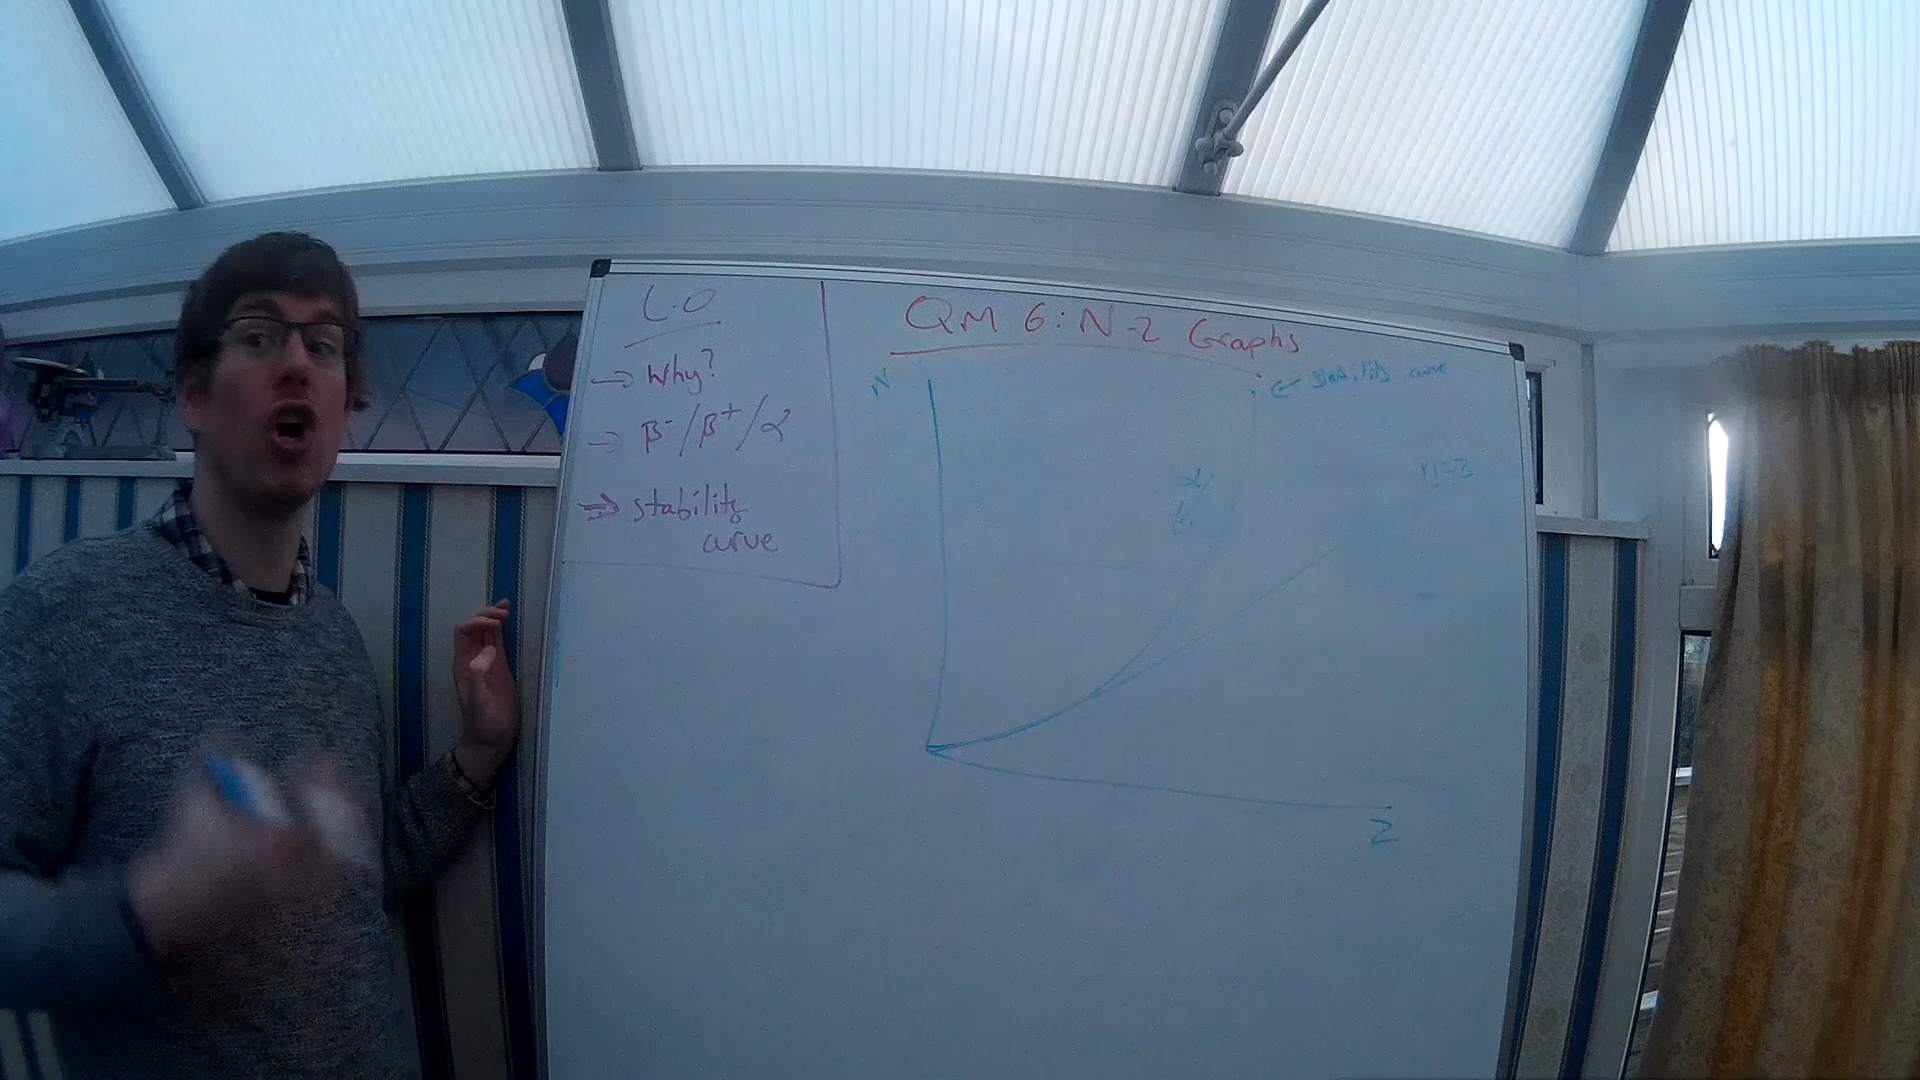 L.O
→ Why?
→ β⁻/β⁺/α
⇒ stability
curve
QM 6: N-Z Graphs
N
← stability curve
N=Z
Z